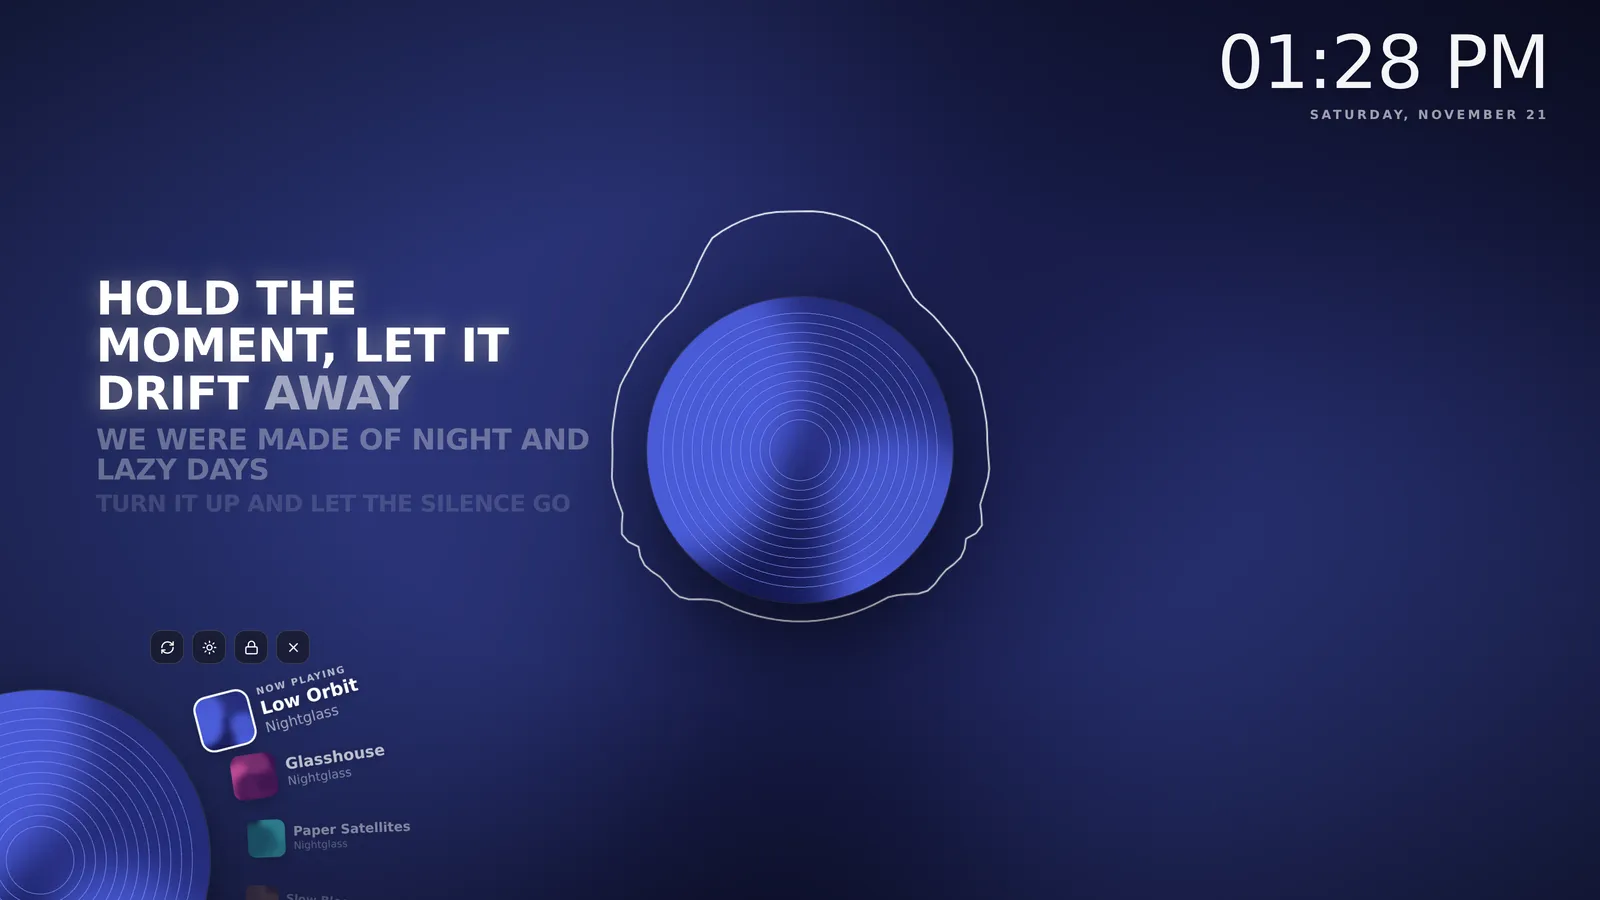 01:28 PM
SATURDAY, NOVEMBER 21
HOLD THE
MOMENT, LET IT
DRIFT AWAY
WE WERE MADE OF NIGHT AND
LAZY DAYS
TURN IT UP AND LET THE SILENCE GO
NOW PLAYING
Low Orbit
Nightglass
Glasshouse
Nightglass
Paper Satellites
Nightglass
Slow